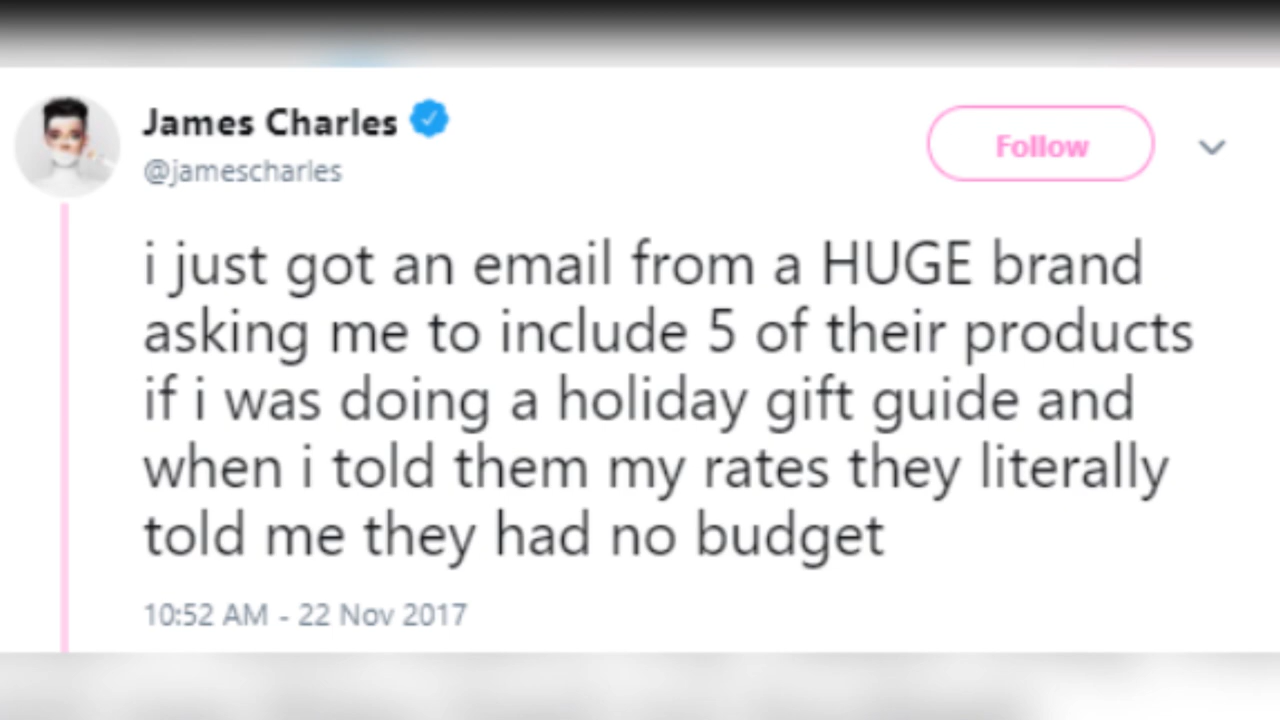 James Charles
@jamescharles
Follow
i just got an email from a HUGE brand
asking me to include 5 of their products
if i was doing a holiday gift guide and
when i told them my rates they literally
told me they had no budget
10:52 AM - 22 Nov 2017